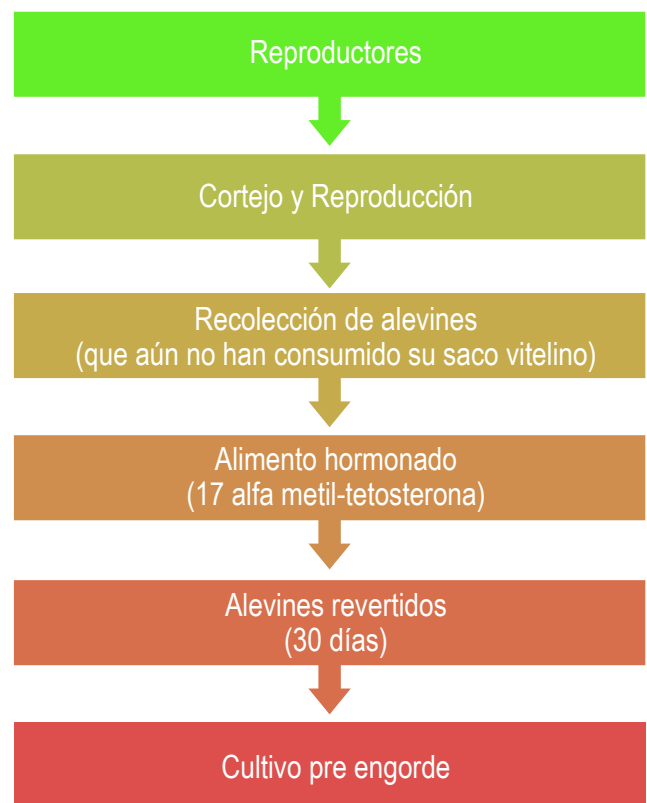 Reproductores
Cortejo y Reproducción
Recolección de alevines
(que aún no han consumido su saco vitelino)
Alimento hormonado
(17 alfa metil-tetosterona)
Alevines revertidos
(30 días)
Cultivo pre engorde